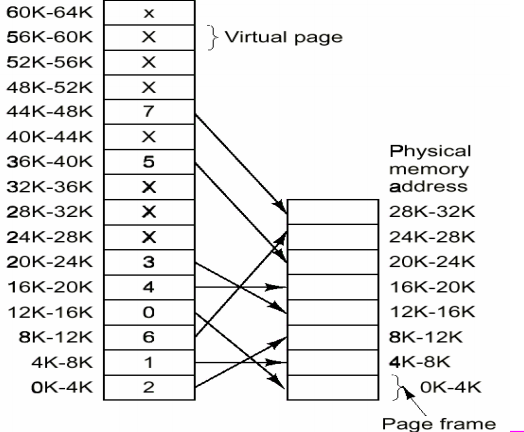 60K-64K x
56K-60K X } Virtual page
52K-56K X
48K-52K X
44K-48K 7
40K-44K X
36K-40K 5
32K-36K X
28K-32K X
24K-28K X
20K-24K 3
16K-20K 4
12K-16K 0
8K-12K 6
4K-8K 1
0K-4K 2
Physical
memory
address
28K-32K
24K-28K
20K-24K
16K-20K
12K-16K
8K-12K
4K-8K
} 0K-4K
Page frame